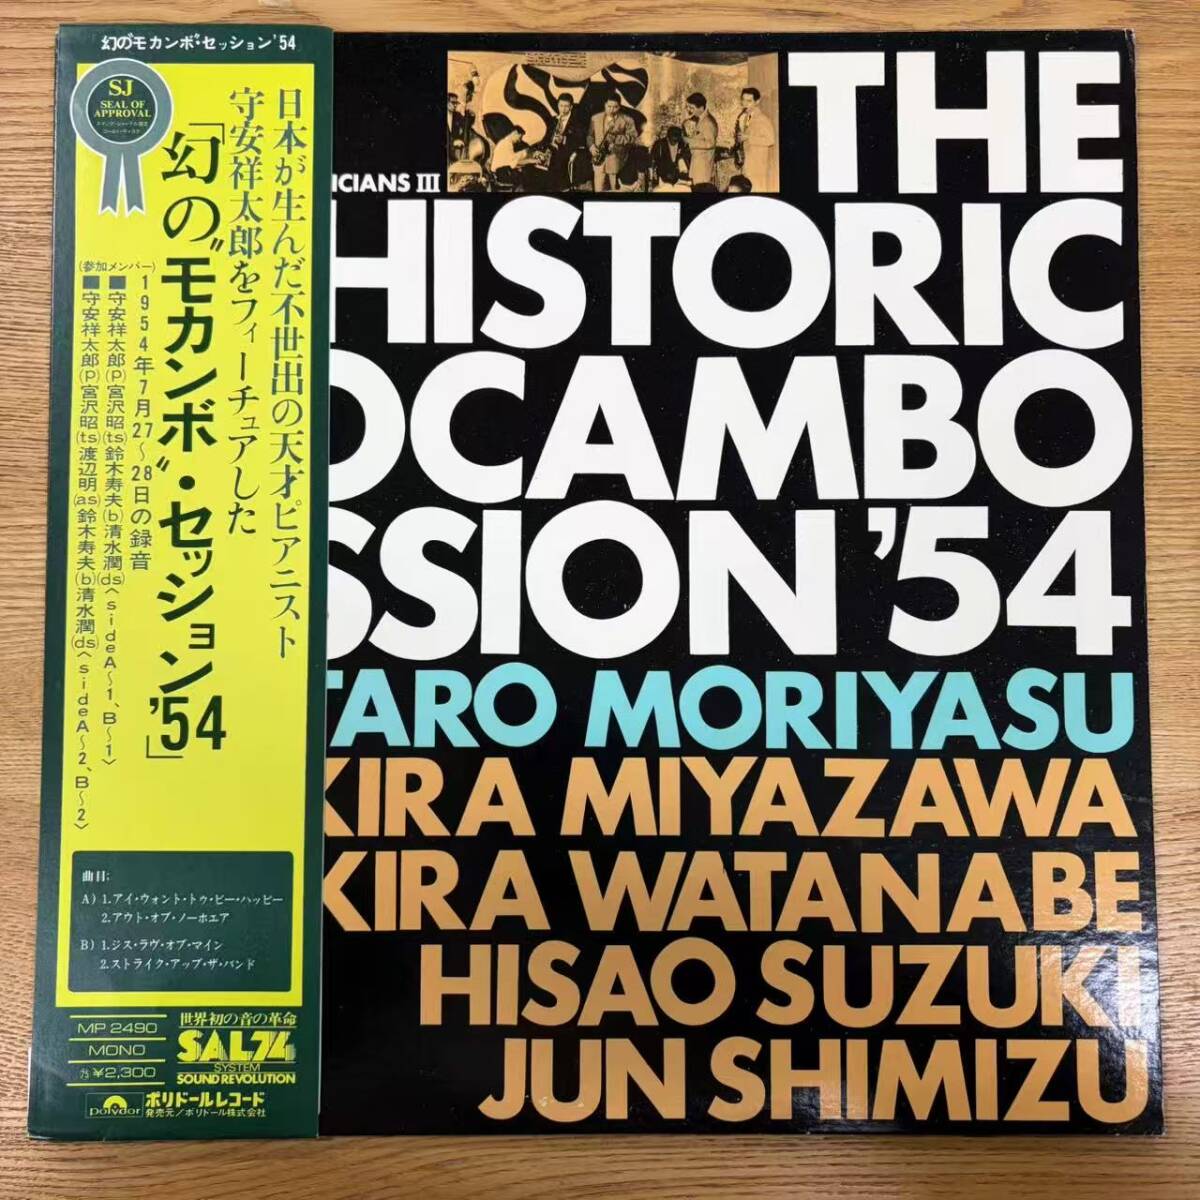 幻の"モカンボ"・セッション'54
SJ
SEAL OF
APPROVAL
日本が生んだ不世出の天才ピアニスト
守安祥太郎をフィーチュアした
「幻の"モカンボ"・セッション'54」
1954年7月27〜28日の録音
(参加メンバー)
■守安祥太郎(p)宮沢昭(ts)鈴木寿夫(b)清水潤(ds)〈sideA〜1、B〜1〉
■守安祥太郎(p)宮沢昭(ts)渡辺明(as)鈴木寿夫(b)清水潤(ds)〈sideA〜2、B〜2〉
曲目:
A) 1.アイ・ウォント・トゥ・ビー・ハッピー
2.アウト・オブ・ノーホエア
B) 1.ジス・ラヴ・オブ・マイン
2.ストライク・アップ・ザ・バンド
MP 2490
MONO
¥2,300
polydor
世界初の音の革命
SAL74
SYSTEM
SOUND REVOLUTION
ポリドールレコード
発売元/ポリドール株式会社
ICIANS III
THE
HISTORIC
OCAMBO
SSION '54
TARO MORIYASU
KIRA MIYAZAWA
KIRA WATANABE
HISAO SUZUKI
JUN SHIMIZU